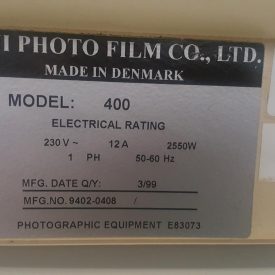 I PHOTO FILM CO., LTD.
MADE IN DENMARK
MODEL: 400
ELECTRICAL RATING
230 V ~ 12 A 2550W
1 PH 50-60 Hz
MFG. DATE Q/Y: 3/99
MFG.NO. 9402-0408 /
PHOTOGRAPHIC EQUIPMENT E83073